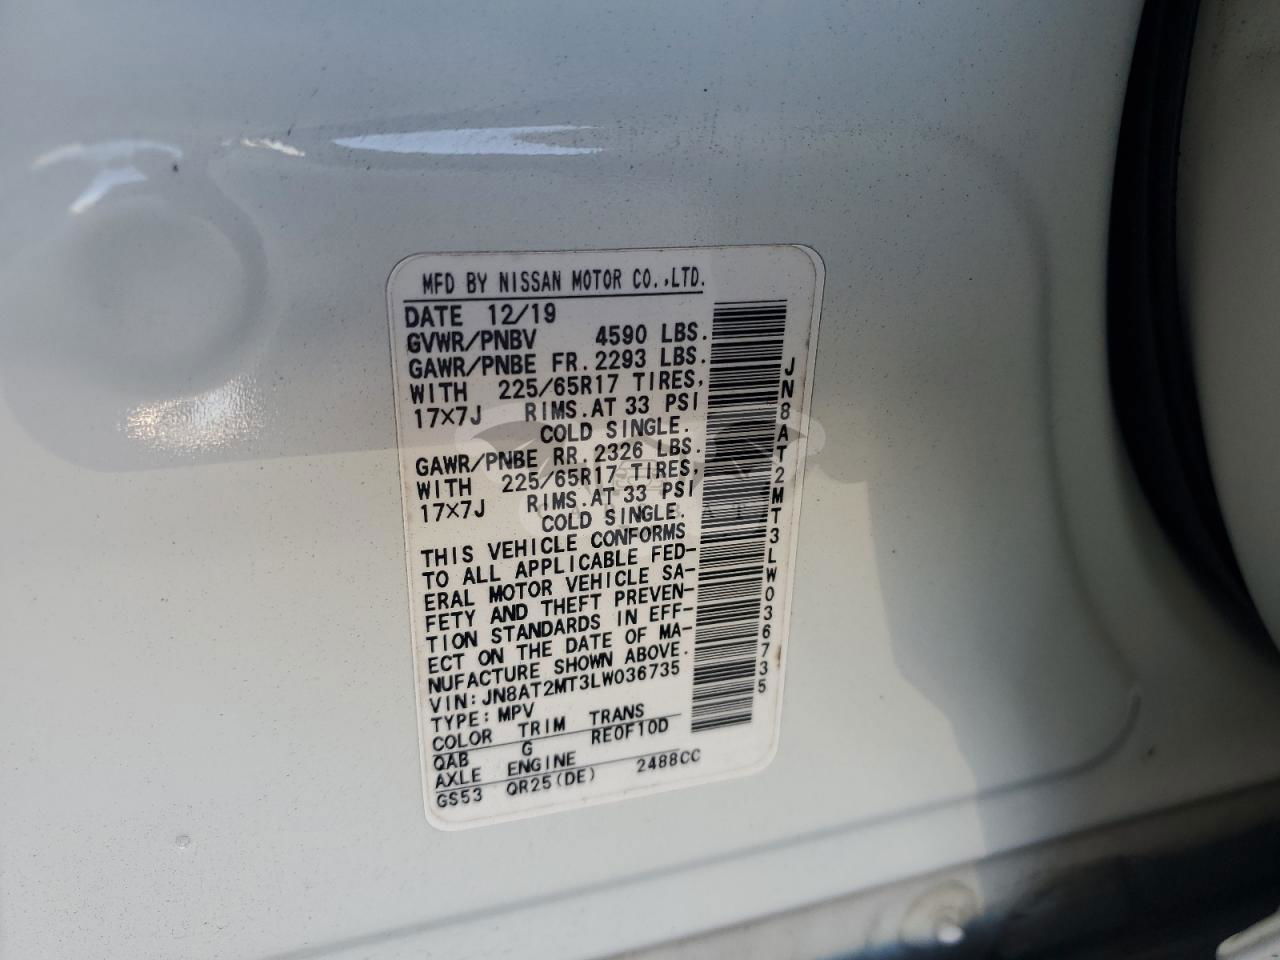 MFD BY NISSAN MOTOR CO.,LTD.
DATE 12/19
GVWR/PNBV 4590 LBS.
GAWR/PNBE FR. 2293 LBS.
WITH 225/65R17 TIRES,
17×7J RIMS. AT 33 PSI
COLD SINGLE.
GAWR/PNBE RR. 2326 LBS.
WITH 225/65R17 TIRES,
17×7J RIMS. AT 33 PSI
COLD SINGLE.
THIS VEHICLE CONFORMS
TO ALL APPLICABLE FED-
ERAL MOTOR VEHICLE SA-
FETY AND THEFT PREVEN-
TION STANDARDS IN EFF-
ECT ON THE DATE OF MA-
NUFACTURE SHOWN ABOVE.
VIN: JN8AT2MT3LW036735
TYPE: MPV
COLOR TRIM TRANS
QAB G RE0F10D
AXLE ENGINE
GS53 QR25(DE) 2488CC
JN8AT2MT3LW036735